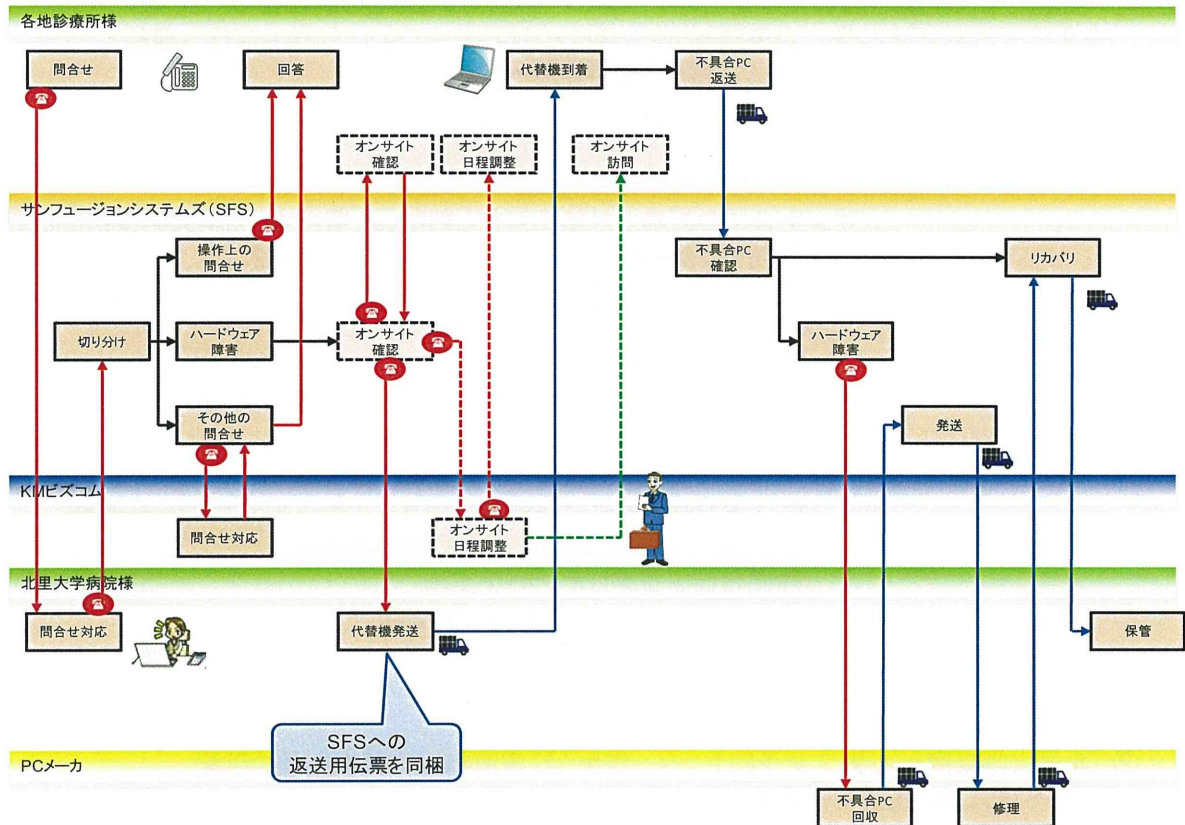 各地診療所様
問合せ
回答
代替機到着
不具合PC
返送
オンサイト
確認
オンサイト
日程調整
オンサイト
訪問
サンフュージョンシステムズ(SFS)
操作上の
問合せ
不具合PC
確認
リカバリ
切り分け
ハードウェア
障害
オンサイト
確認
ハードウェア
障害
その他の
問合せ
発送
KMビズコム
問合せ対応
オンサイト
日程調整
北里大学病院様
問合せ対応
代替機発送
保管
SFSへの
返送用伝票を同梱
PCメーカ
不具合PC
回収
修理